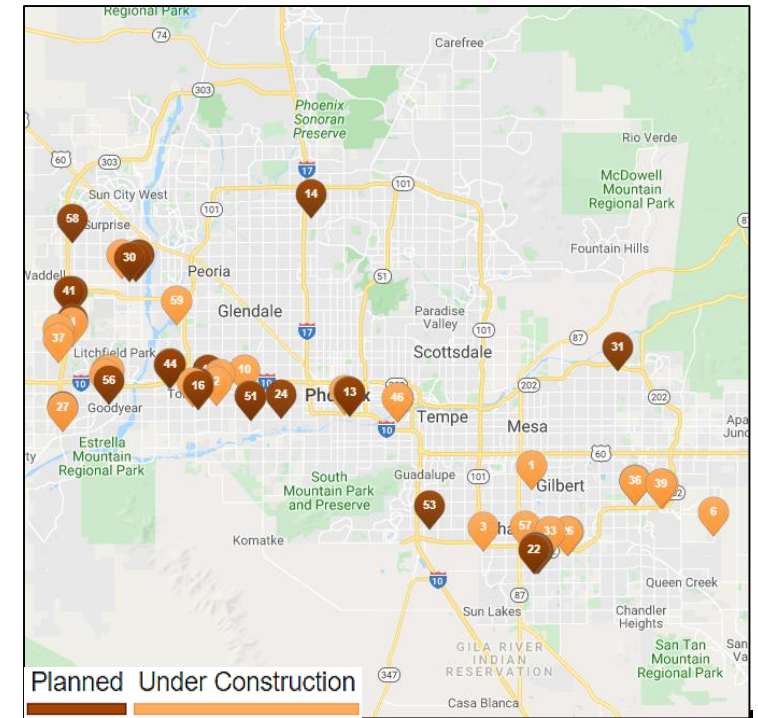 Regional Park
74
Carefree
303
Phoenix
Sonoran
Preserve
Rio Verde
60
303
17
McDowell
Mountain
Regional Park
Sun City West
101
14
101
58
Surprise
87
Fountain Hills
30
Peoria
51
Waddell
41
59
Glendale
Paradise
Valley
101
17
87
37
Litchfield Park
Scottsdale
31
44
10
10
56
16
2
10
202
202
27
Goodyear
51
24
Phoenix
13
46
Tempe
Mesa
10
Estrella
Mountain
Regional Park
60
South
Mountain Park
and Preserve
Guadalupe
101
1
Gilbert
36
39
53
6
3
57
33
26
Komatke
22
10
87
Queen Creek
Sun Lakes
Chandler
Heights
GILA RIVER
INDIAN
RESERVATION
San Tan
Mountain
Regional Park
347
Casa Blanca
Planned Under Construction